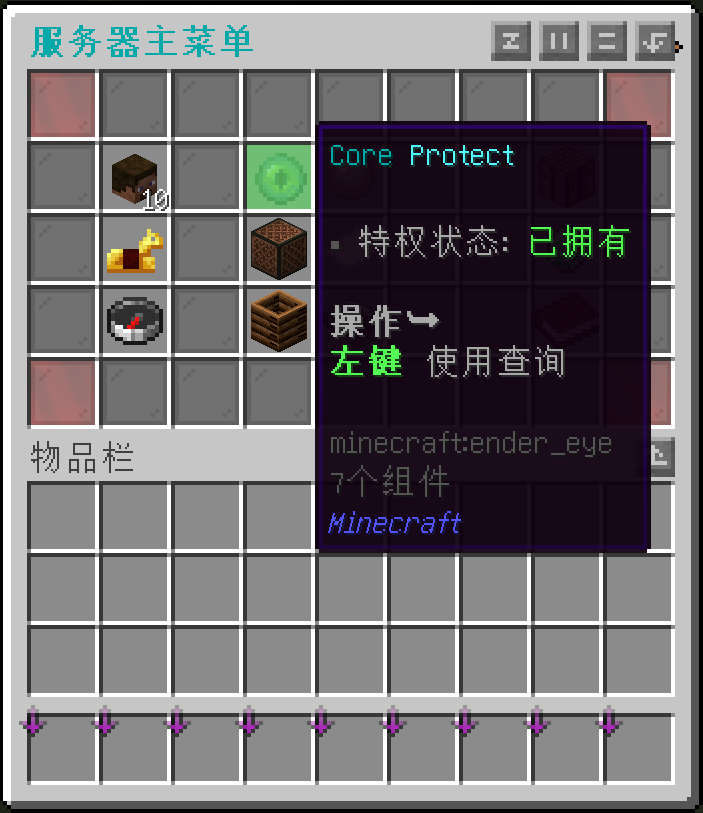 服务器主菜单
10
Core Protect
▪ 特权状态: 已拥有
操作↪
左键 使用查询
minecraft:ender_eye
7个组件
Minecraft
物品栏